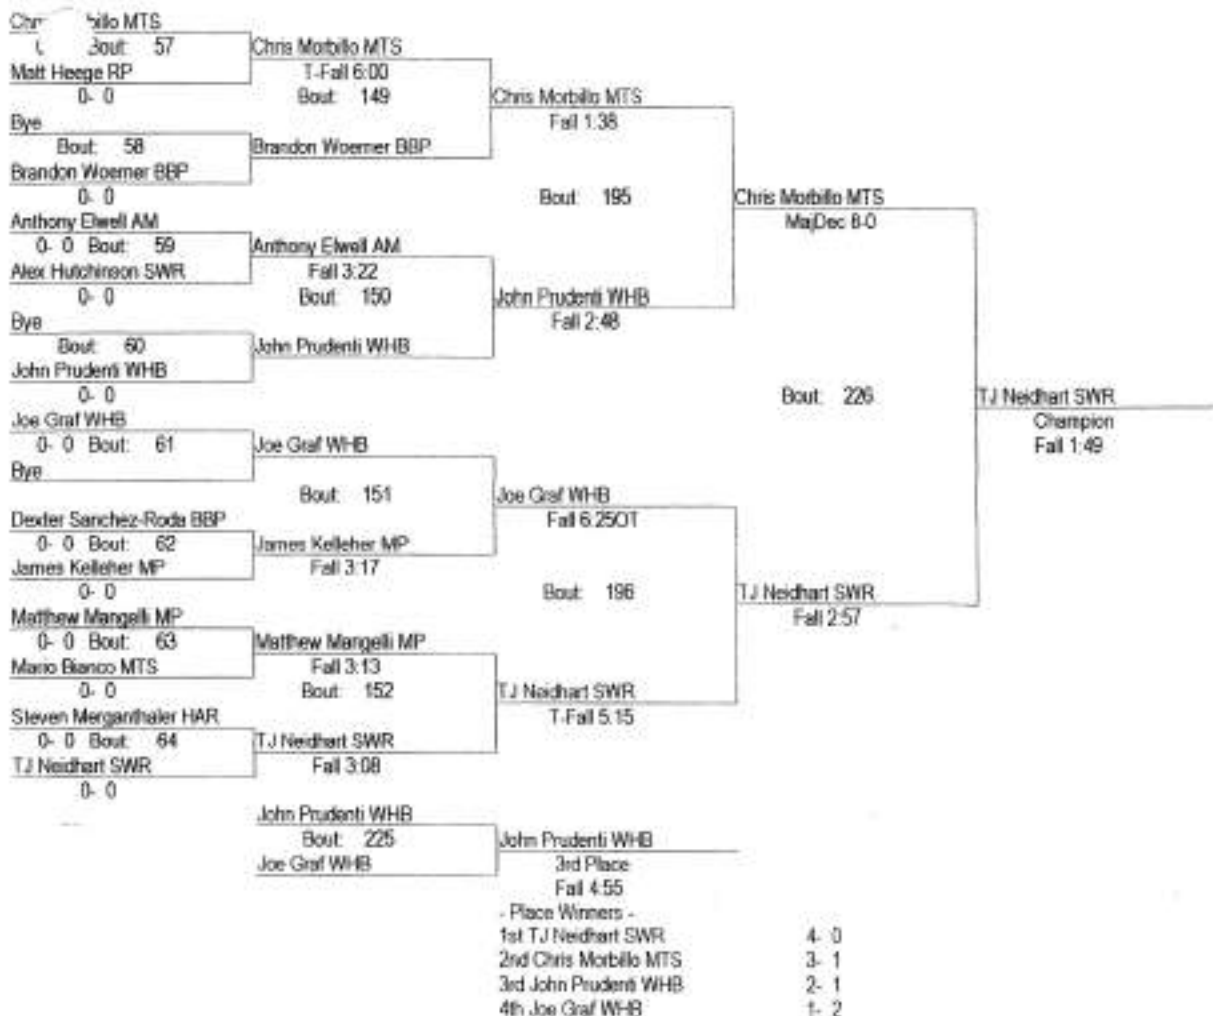 Chris Morbillo MTS
Bout: 57
Matt Heege RP
0- 0
Bye
Bout: 58
Brandon Woerner BBP
0- 0
Anthony Elwell AM
0- 0 Bout: 59
Alex Hutchinson SWR
0- 0
Bye
Bout: 60
John Prudenti WHB
0- 0
Joe Graf WHB
0- 0 Bout: 61
Bye
Dexter Sanchez-Roda BBP
0- 0 Bout: 62
James Kelleher MP
0- 0
Matthew Mangelli MP
0- 0 Bout: 63
Mario Bianco MTS
0- 0
Steven Merganthaler HAR
0- 0 Bout: 64
TJ Neidhart SWR
0- 0
Chris Morbillo MTS
T-Fall 6:00
Bout: 149
Brandon Woerner BBP
Anthony Elwell AM
Fall 3:22
Bout: 150
John Prudenti WHB
Joe Graf WHB
Bout: 151
James Kelleher MP
Fall 3:17
Matthew Mangelli MP
Fall 3:13
Bout: 152
TJ Neidhart SWR
Fall 3:08
Chris Morbillo MTS
Fall 1:38
Bout: 195
John Prudenti WHB
Fall 2:48
Joe Graf WHB
Fall 6:25OT
Bout: 196
TJ Neidhart SWR
T-Fall 5:15
Chris Morbillo MTS
MajDec 8-0
Bout: 226
TJ Neidhart SWR
Fall 2:57
TJ Neidhart SWR
Champion
Fall 1:49
John Prudenti WHB
Bout: 225
Joe Graf WHB
John Prudenti WHB
3rd Place
Fall 4:55
- Place Winners -
1st TJ Neidhart SWR 4- 0
2nd Chris Morbillo MTS 3- 1
3rd John Prudenti WHB 2- 1
4th Joe Graf WHB 1- 2